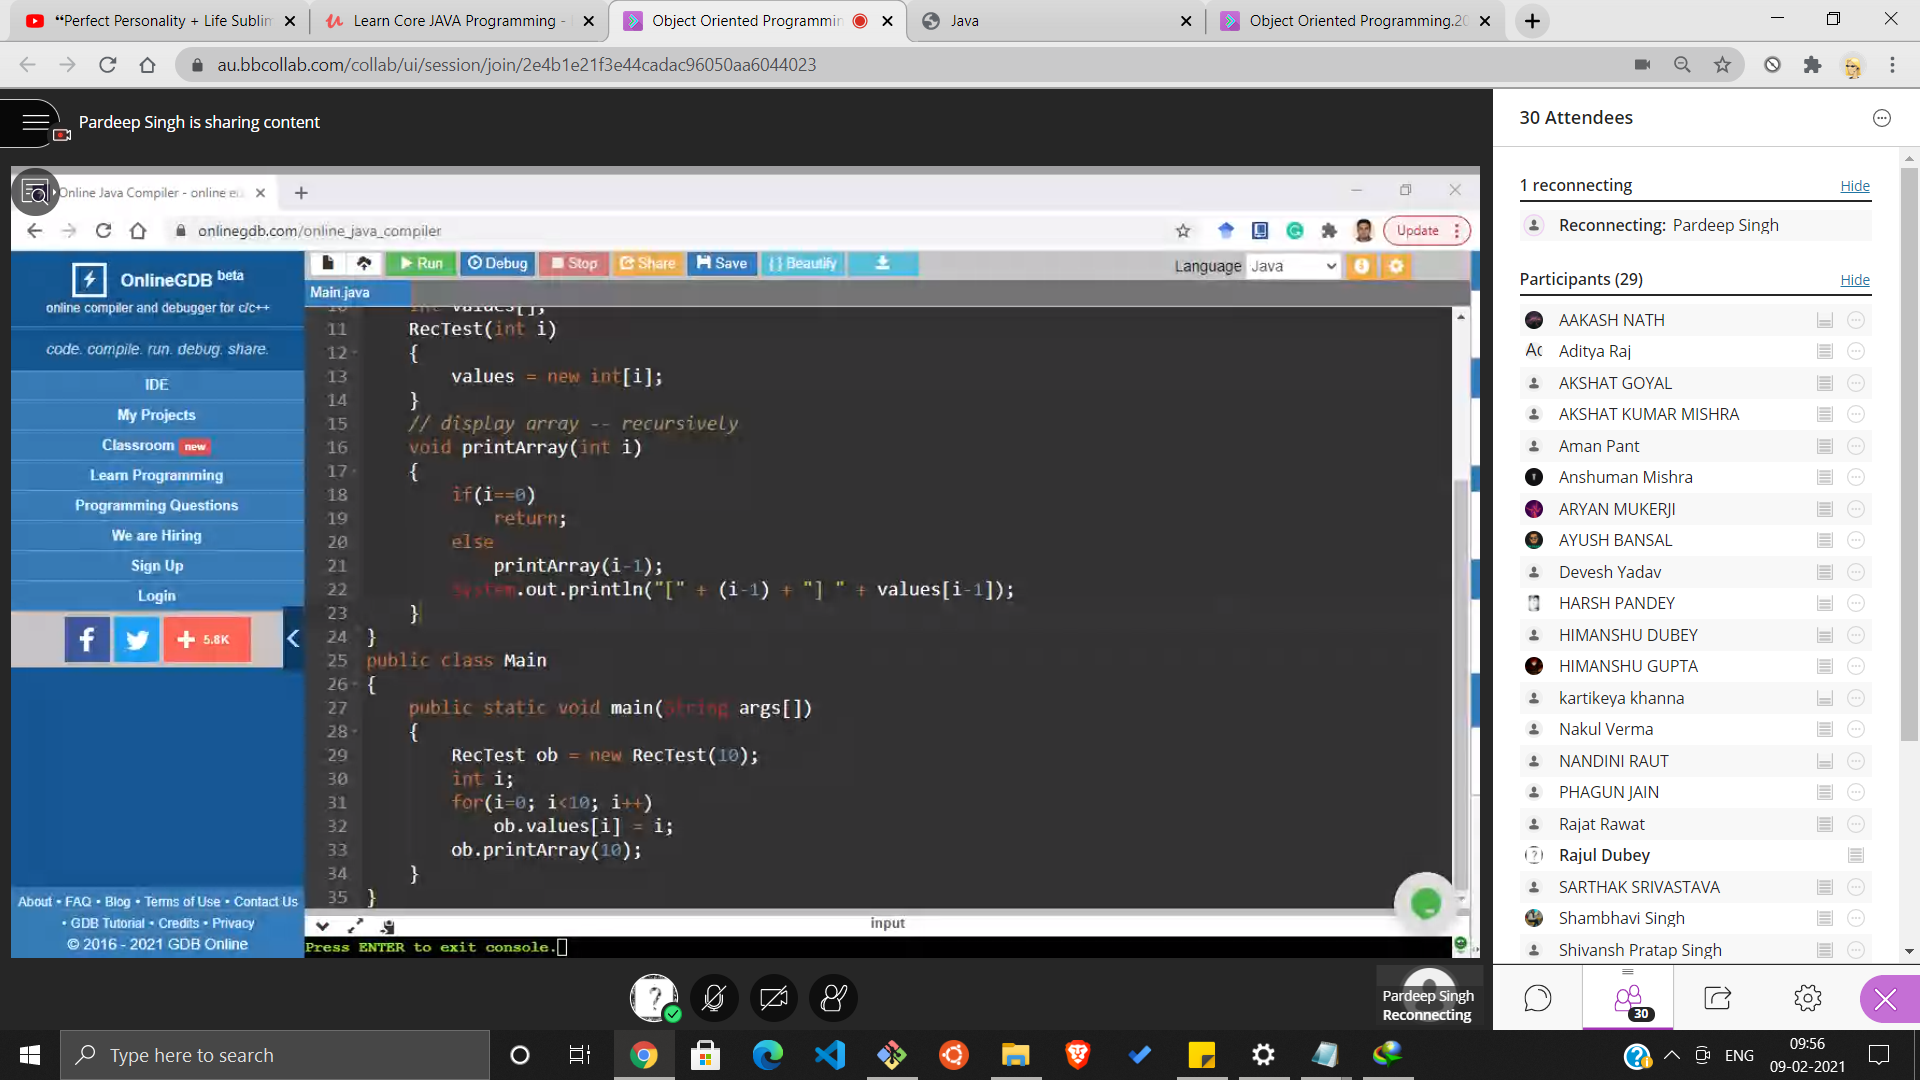 “Perfect Personality + Life Sublim
Learn Core JAVA Programming -
Object Oriented Programmin
Java
Object Oriented Programming.20
au.bbcollab.com/collab/ui/session/join/2e4b1e21f3e44cadac96050aa6044023
Pardeep Singh is sharing content
Online Java Compiler - online
onlinegdb.com/online_java_compiler
Update
OnlineGDB beta
online compiler and debugger for c/c++
code. compile. run. debug. share.
IDE
My Projects
Classroom new
Learn Programming
Programming Questions
We are Hiring
Sign Up
Login
f
+ 5.8K
About • FAQ • Blog • Terms of Use • Contact Us
• GDB Tutorial • Credits • Privacy
© 2016 - 2021 GDB Online
Run Debug Stop Share Save { } Beautify
Language Java
Main.java
10 int values[];
11 RecTest(int i)
12 {
13 values = new int[i];
14 }
15 // display array -- recursively
16 void printArray(int i)
17 {
18 if(i==0)
19 return;
20 else
21 printArray(i-1);
22 System.out.println("[" + (i-1) + "] " + values[i-1]);
23 }
24 }
25 public class Main
26 {
27 public static void main(String args[])
28 {
29 RecTest ob = new RecTest(10);
30 int i;
31 for(i=0; i<10; i++)
32 ob.values[i] = i;
33 ob.printArray(10);
34 }
35 }
input
Press ENTER to exit console.
Pardeep Singh
Reconnecting
30 Attendees
1 reconnecting Hide
Reconnecting: Pardeep Singh
Participants (29) Hide
AAKASH NATH
Aditya Raj
AKSHAT GOYAL
AKSHAT KUMAR MISHRA
Aman Pant
Anshuman Mishra
ARYAN MUKERJI
AYUSH BANSAL
Devesh Yadav
HARSH PANDEY
HIMANSHU DUBEY
HIMANSHU GUPTA
kartikeya khanna
Nakul Verma
NANDINI RAUT
PHAGUN JAIN
Rajat Rawat
Rajul Dubey
SARTHAK SRIVASTAVA
Shambhavi Singh
Shivansh Pratap Singh
30
Type here to search
ENG
09:56
09-02-2021